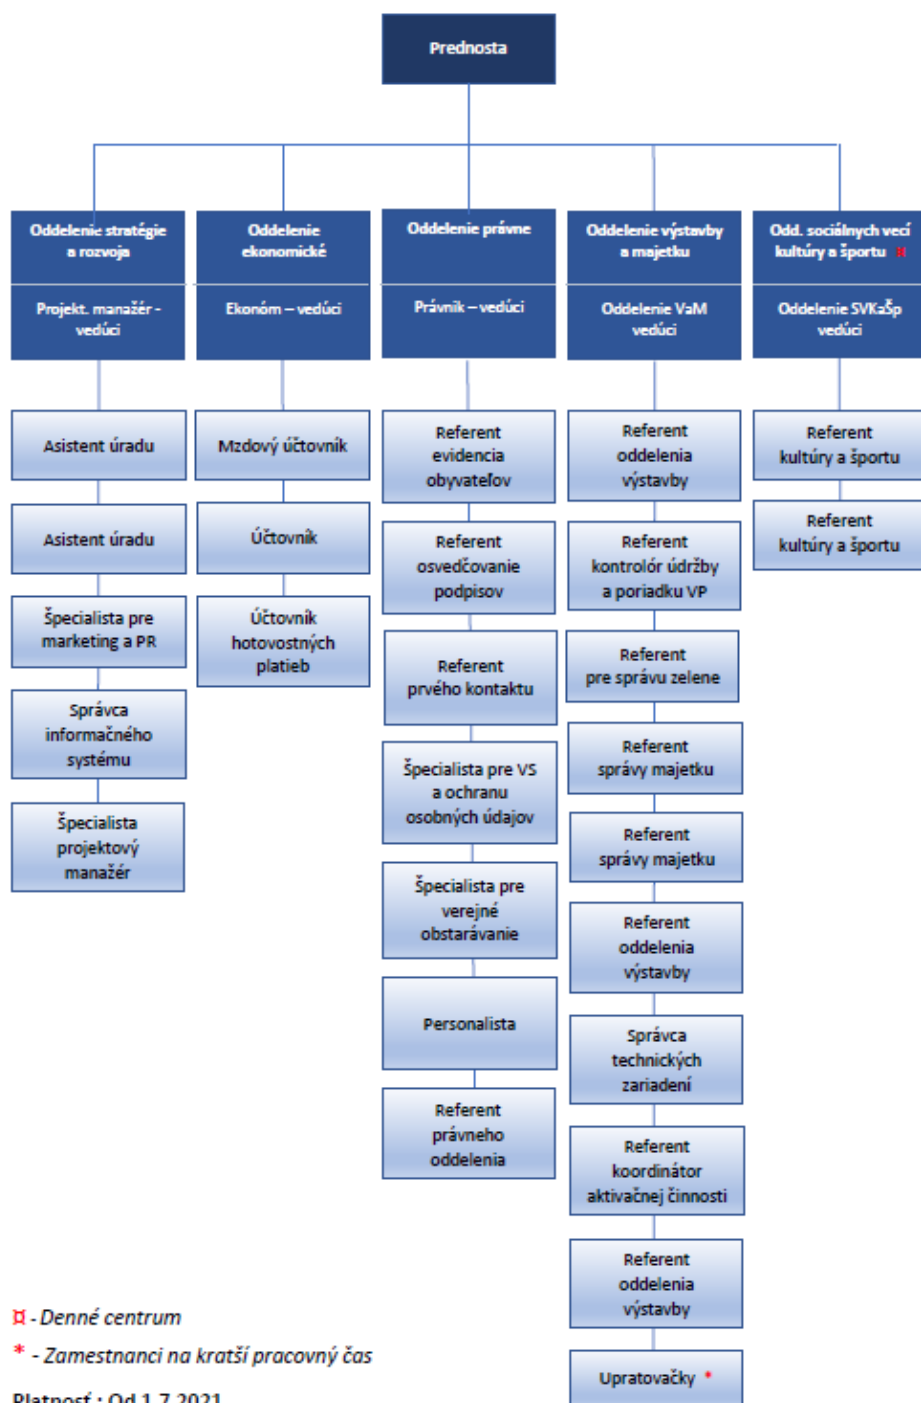 Prednosta
Oddelenie stratégie
a rozvoja
Projekt. manažér -
vedúci
Oddelenie
ekonomické
Ekonóm – vedúci
Oddelenie právne
Právnik – vedúci
Oddelenie výstavby
a majetku
Oddelenie VaM
vedúci
Odd. sociálnych vecí
kultúry a športu ¤
Oddelenie SVKaŠp
vedúci
Asistent úradu
Asistent úradu
Špecialista pre
marketing a PR
Správca
informačného
systému
Špecialista
projektový
manažér
Mzdový účtovník
Účtovník
Účtovník
hotovostných
platieb
Referent
evidencia
obyvateľov
Referent
osvedčovanie
podpisov
Referent
prvého kontaktu
Špecialista pre VS
a ochranu
osobných údajov
Špecialista pre
verejné
obstarávanie
Personalista
Referent
právneho
oddelenia
Referent
oddelenia
výstavby
Referent
kontrolór údržby
a poriadku VP
Referent
pre správu zelene
Referent
správy majetku
Referent
správy majetku
Referent
oddelenia
výstavby
Správca
technických
zariadení
Referent
koordinátor
aktivačnej činnosti
Referent
oddelenia
výstavby
Upratovačky *
Referent
kultúry a športu
Referent
kultúry a športu
¤ - Denné centrum
* - Zamestnanci na kratší pracovný čas
Platnosť : Od 1.7.2021